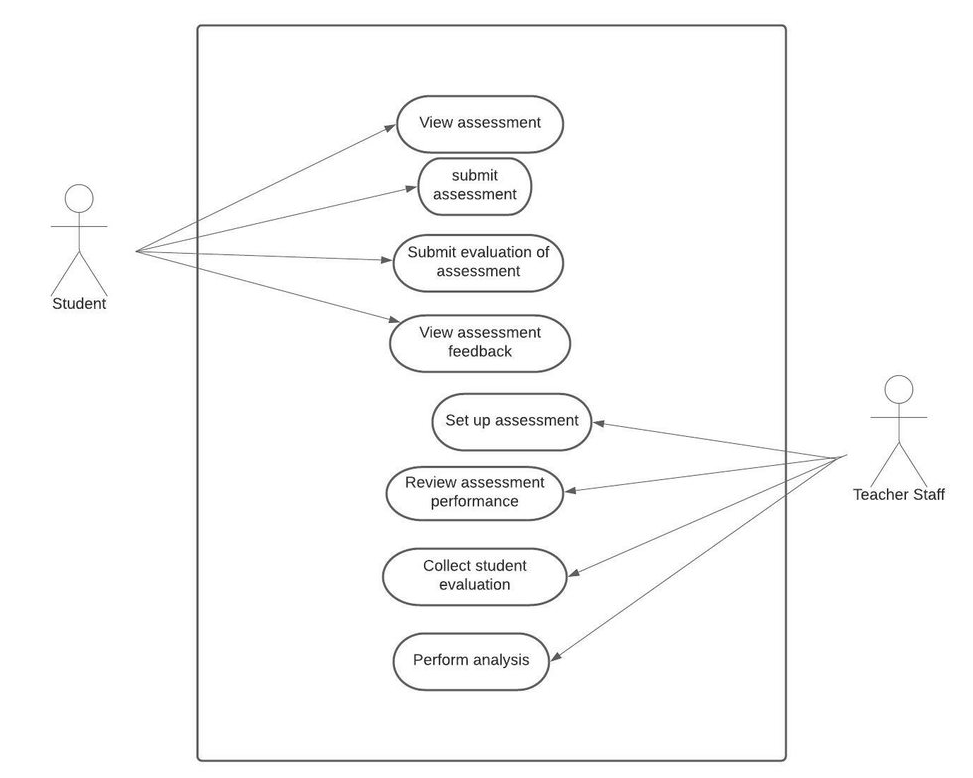 View assessment
submit
assessment
Submit evaluation of
assessment
Student
View assessment
feedback
Set up assessment
Review assessment
performance
Teacher Staff
Collect student
evaluation
Perform analysis